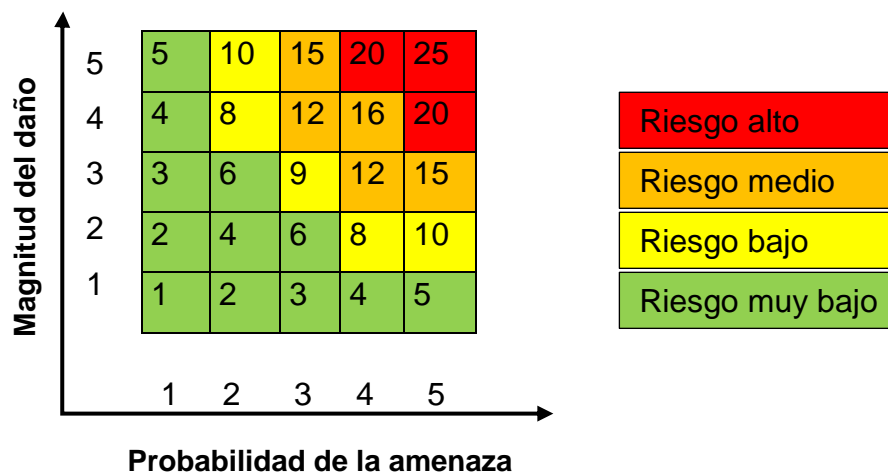 Magnitud del daño
5 5 10 15 20 25
4 4 8 12 16 20
3 3 6 9 12 15
2 2 4 6 8 10
1 1 2 3 4 5
1 2 3 4 5
Probabilidad de la amenaza
Riesgo alto
Riesgo medio
Riesgo bajo
Riesgo muy bajo